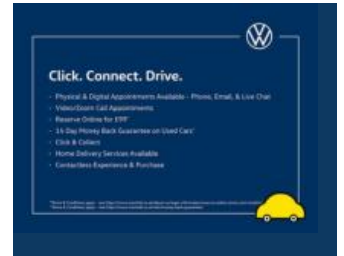 Click. Connect. Drive.
- Physical & Digital Appointments Available - Phone, Email, & Live Chat
- Video/Zoom Call Appointments
- Reserve Online for £99*
- 14 Day Money Back Guarantee on Used Cars*
- Click & Collect
- Home Delivery Services Available
- Contactless Experience & Purchase